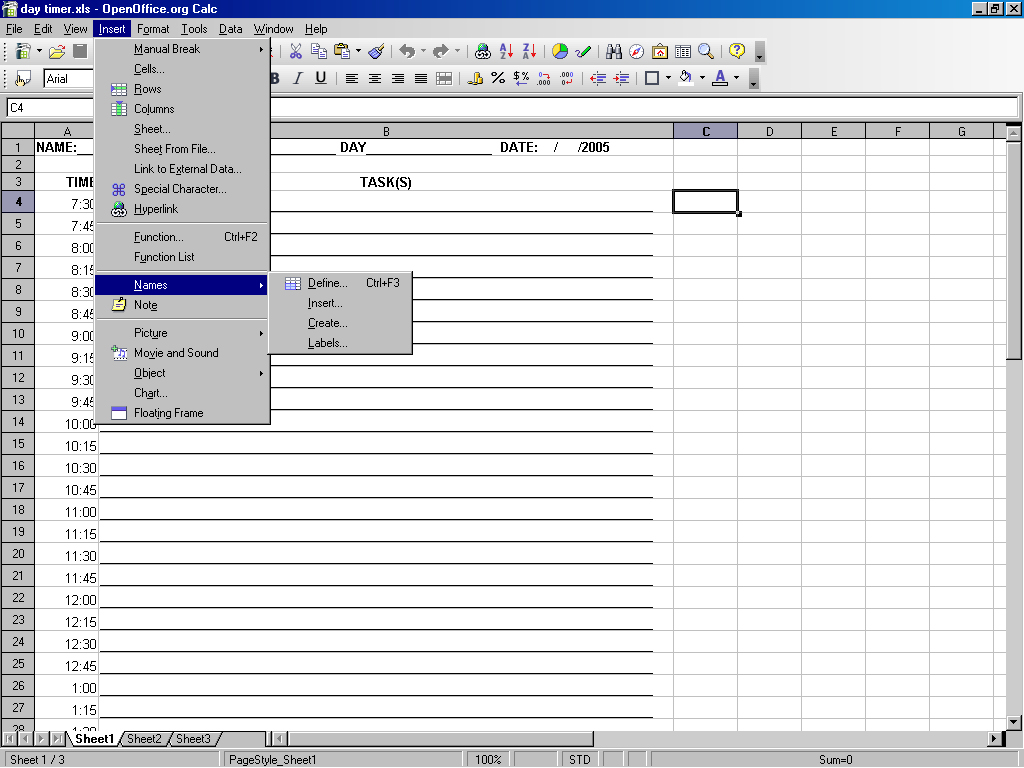 day timer.xls - OpenOffice.org Calc
File Edit View Insert Format Tools Data Window Help
Arial B I U
C4
Manual Break
Cells...
Rows
Columns
Sheet...
Sheet From File...
Link to External Data...
Special Character...
Hyperlink
Function... Ctrl+F2
Function List
Names
Note
Picture
Movie and Sound
Object
Chart...
Floating Frame
Define... Ctrl+F3
Insert...
Create...
Labels...
A B C D E F G
1 NAME:__ DAY DATE: / /2005
2
3 TIME TASK(S)
4 7:30
5 7:45
6 8:00
7 8:15
8 8:30
9 8:45
10 9:00
11 9:15
12 9:30
13 9:45
14 10:00
15 10:15
16 10:30
17 10:45
18 11:00
19 11:15
20 11:30
21 11:45
22 12:00
23 12:15
24 12:30
25 12:45
26 1:00
27 1:15
28 1:30
Sheet1 Sheet2 Sheet3
Sheet 1 / 3 PageStyle_Sheet1 100% STD Sum=0